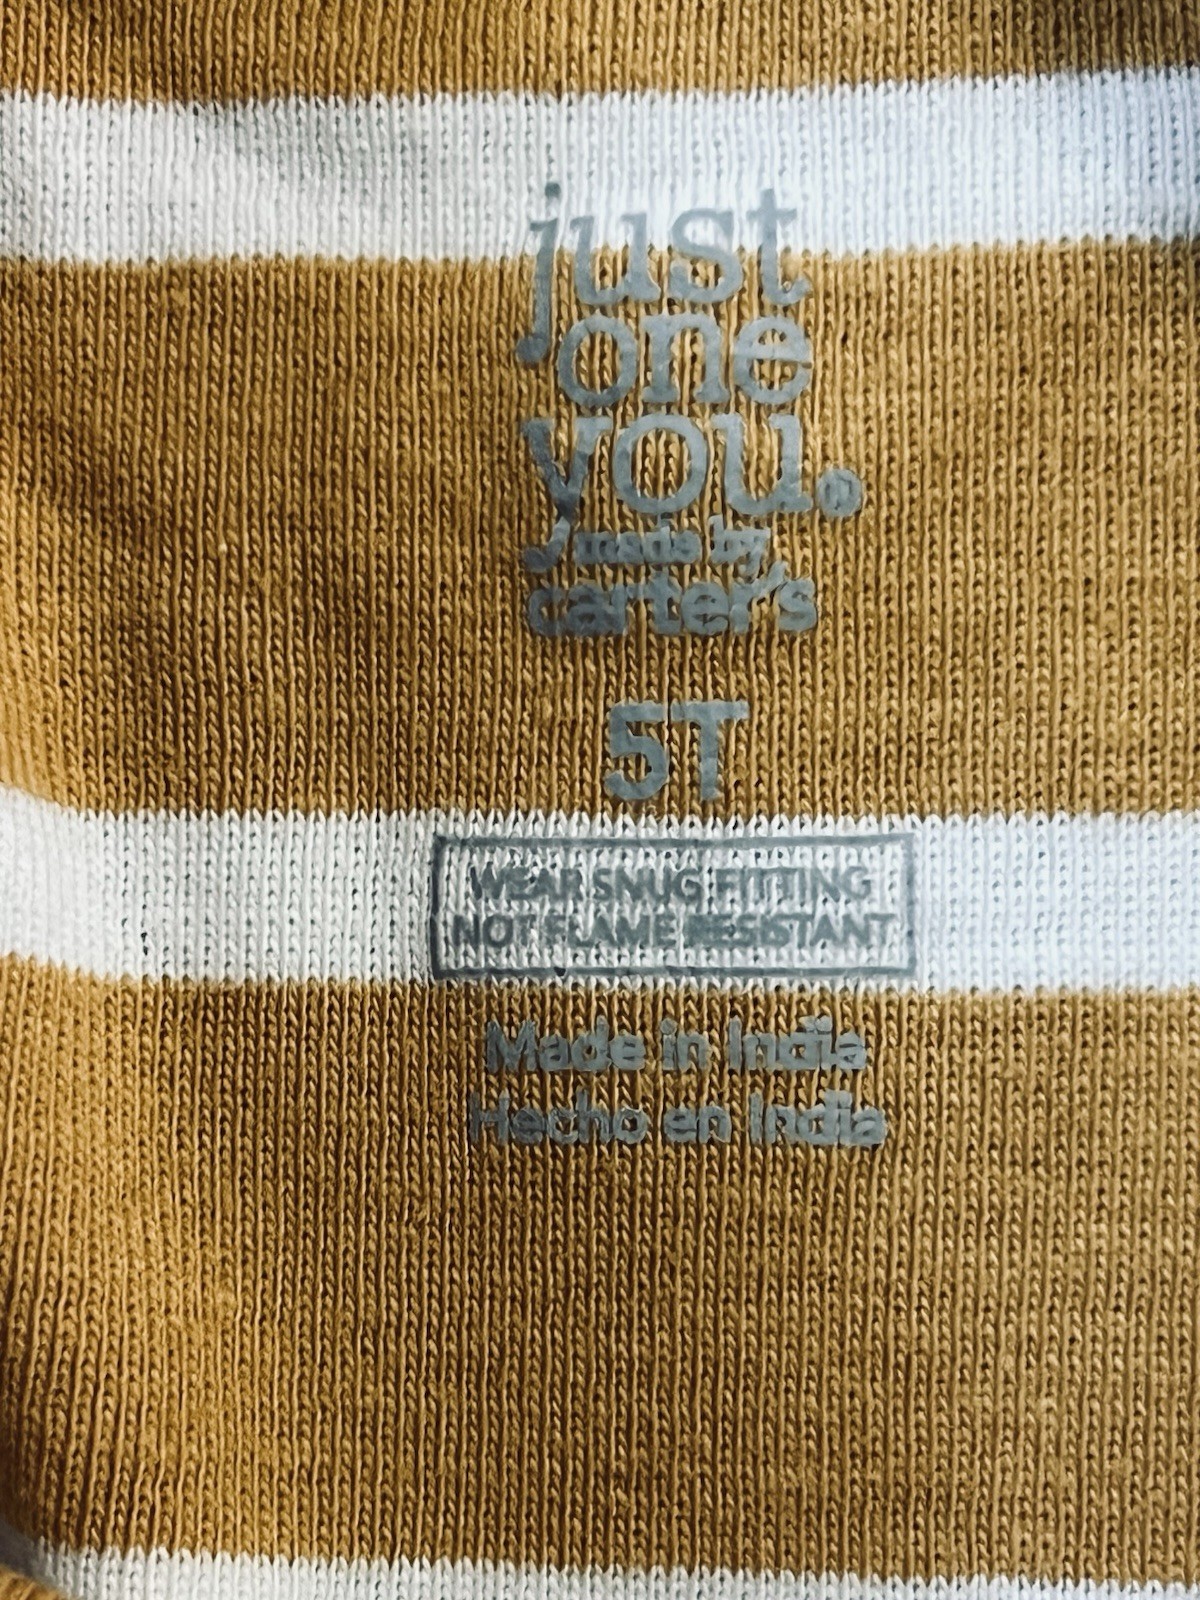 just
one
you.®
made by
carter's
5T
WEAR SNUG FITTING
NOT FLAME RESISTANT
Made in India
Hecho en India